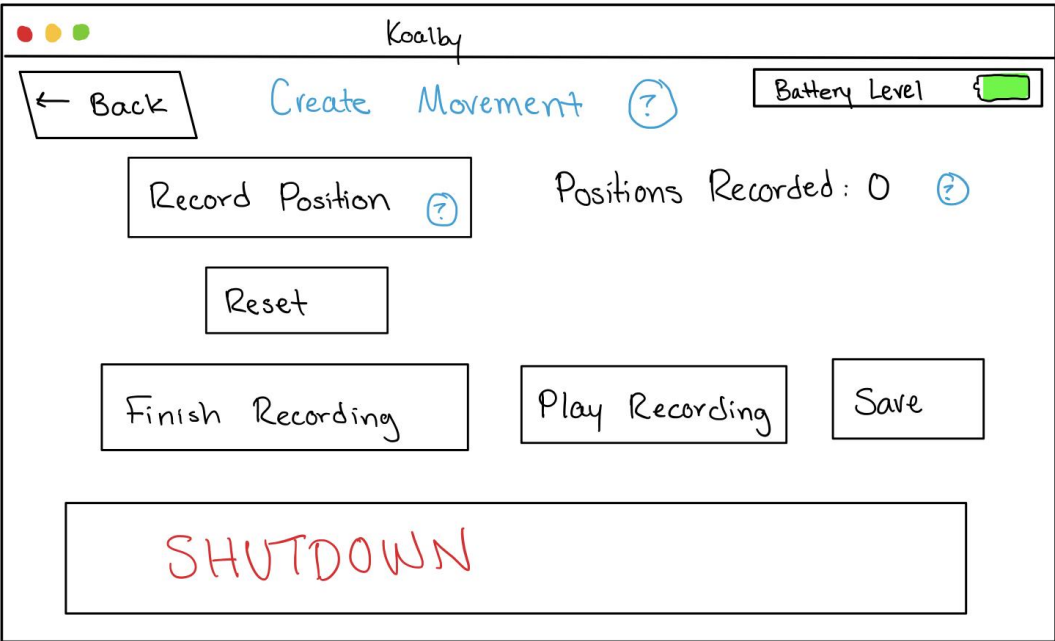 Koalby
← Back
Create Movement ?
Battery Level
Record Position ?
Positions Recorded: 0 ?
Reset
Finish Recording
Play Recording
Save
SHUTDOWN